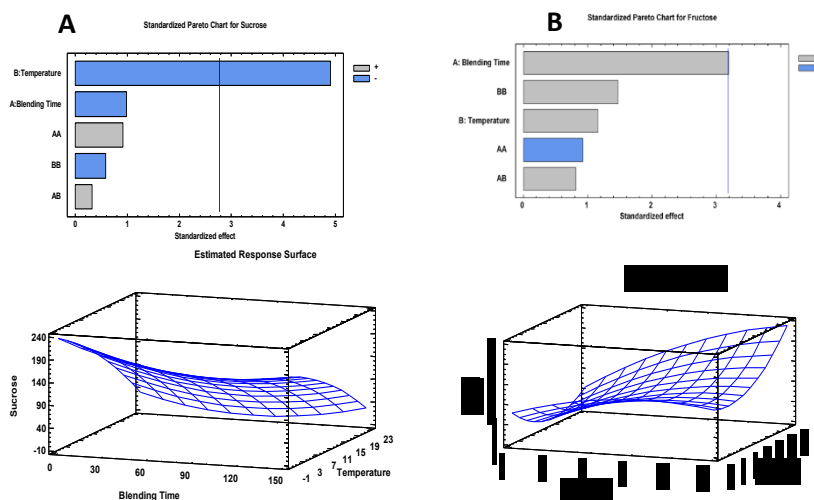 A
Standardized Pareto Chart for Sucrose
B:Temperature
A:Blending Time
AA
BB
AB
+
-
0 1 2 3 4 5
Standardized effect
B
Standardized Pareto Chart for Fructose
A: Blending Time
BB
B: Temperature
AA
AB
0 1 2 3 4
Standardized effect
Estimated Response Surface
Sucrose
240
190
140
90
40
-10
0 30 60 90 120 150
Blending Time
-1 3 7 11 15 19 23
Temperature